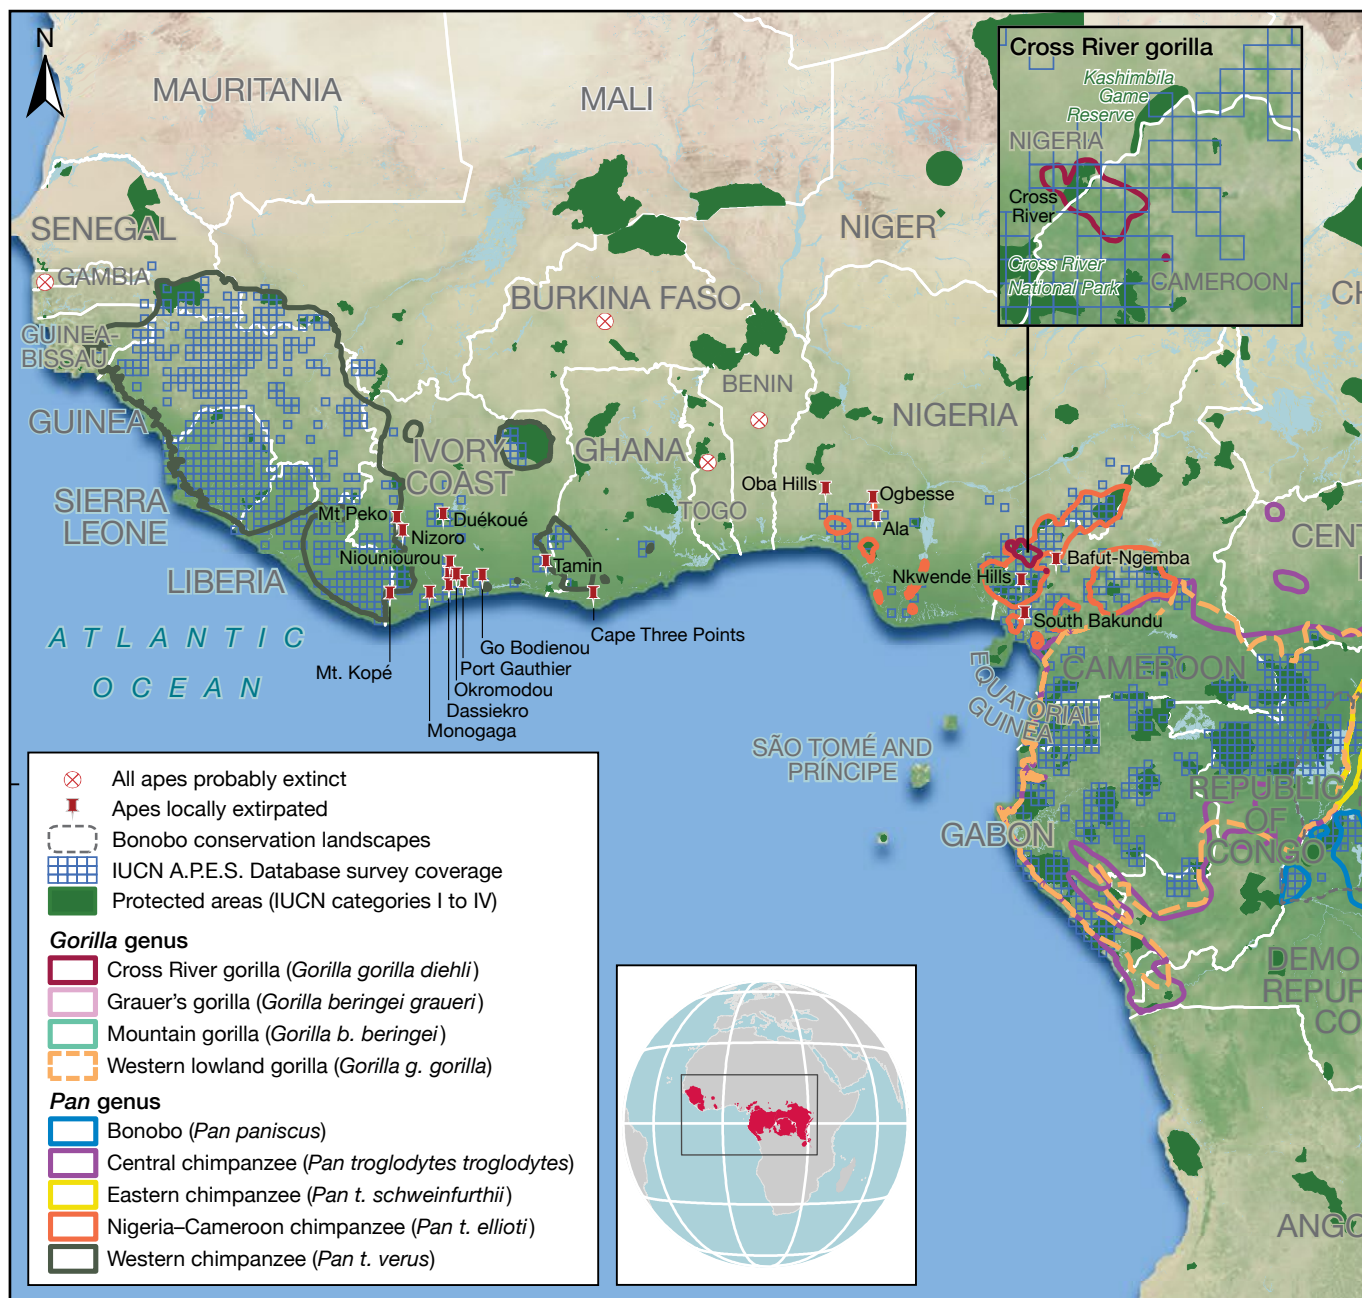 N
MAURITANIA
MALI
Cross River gorilla
Kashimbila
Game
Reserve
NIGERIA
Cross
River
Cross River
National Park
CAMEROON
SENEGAL
GAMBIA
NIGER
BURKINA FASO
GUINEA-
BISSAU
BENIN
GUINEA
IVORY
COAST
GHANA
NIGERIA
SIERRA
LEONE
TOGO
Oba Hills
Ogbesse
Ala
Mt Peko
Duékoué
Nizoro
Niouniourou
Tamin
LIBERIA
Nkwende Hills
Bafut-Ngemba
South Bakundu
Cape Three Points
Go Bodienou
Port Gauthier
Okromodou
Dassiekro
Monogaga
Mt. Kopé
ATLANTIC
OCEAN
CAMEROON
EQUATORIAL
GUINEA
SÃO TOMÉ AND
PRÍNCIPE
GABON
REPUBLIC
OF
CONGO
CH
CENT
DEMO
REPUB
CO
ANGO
All apes probably extinct
Apes locally extirpated
Bonobo conservation landscapes
IUCN A.P.E.S. Database survey coverage
Protected areas (IUCN categories I to IV)
Gorilla genus
Cross River gorilla (Gorilla gorilla diehli)
Grauer's gorilla (Gorilla beringei graueri)
Mountain gorilla (Gorilla b. beringei)
Western lowland gorilla (Gorilla g. gorilla)
Pan genus
Bonobo (Pan paniscus)
Central chimpanzee (Pan troglodytes troglodytes)
Eastern chimpanzee (Pan t. schweinfurthii)
Nigeria–Cameroon chimpanzee (Pan t. ellioti)
Western chimpanzee (Pan t. verus)